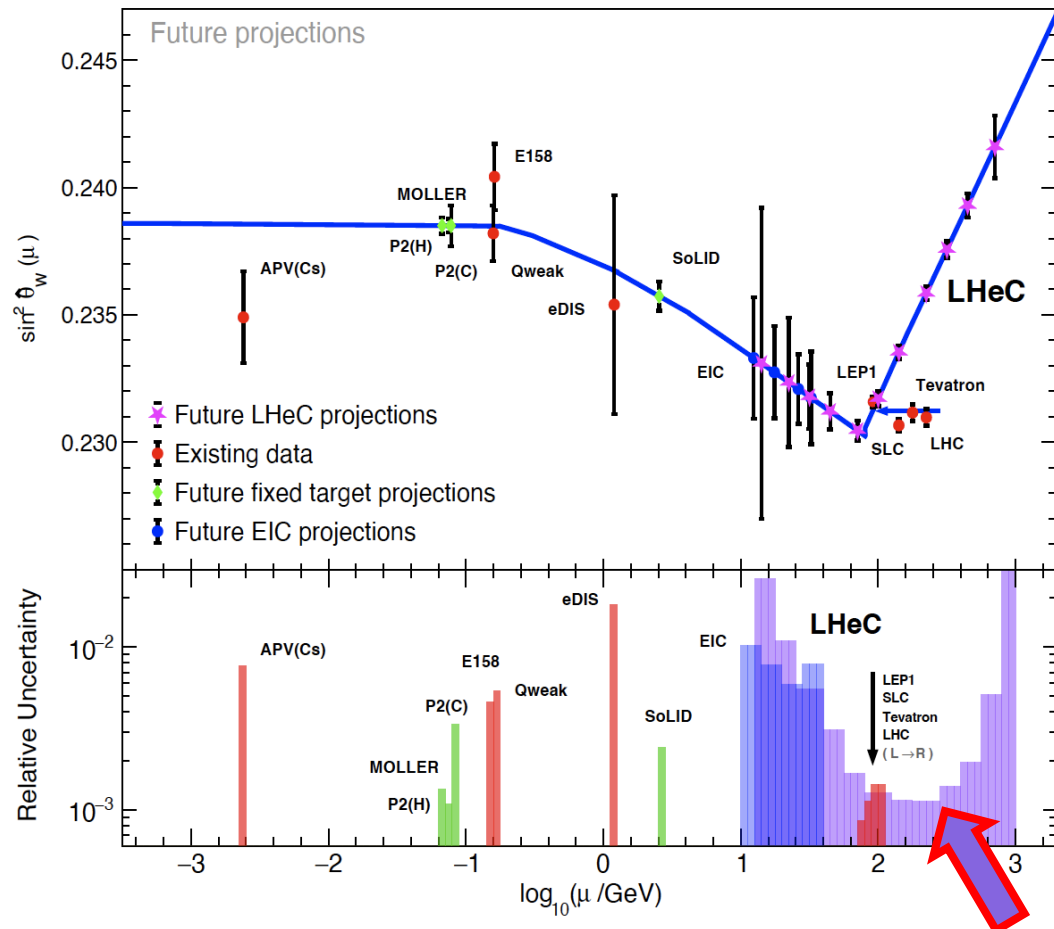 Future projections
0.245
0.240
0.235
0.230
sin² θ̂_W (μ)
E158
MOLLER
P2(H)
P2(C)
Qweak
APV(Cs)
eDIS
SoLID
EIC
LHeC
LEP1
Tevatron
SLC
LHC
Future LHeC projections
Existing data
Future fixed target projections
Future EIC projections
Relative Uncertainty
10⁻²
10⁻³
APV(Cs)
MOLLER
P2(H)
P2(C)
E158
Qweak
eDIS
SoLID
EIC
LHeC
LEP1
SLC
Tevatron
LHC
( L →R )
−3 −2 −1 0 1 2 3
log₁₀(μ /GeV)